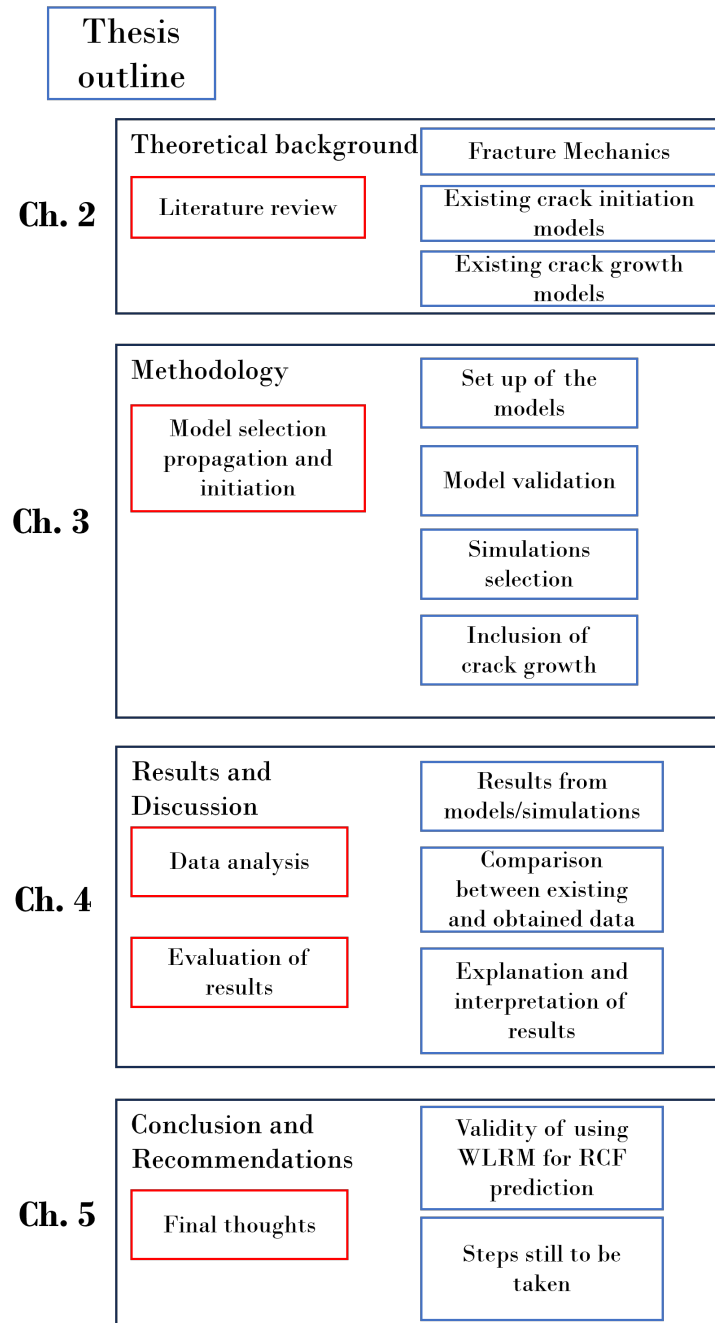 Thesis
outline
Ch. 2
Theoretical background
Literature review
Fracture Mechanics
Existing crack initiation
models
Existing crack growth
models
Ch. 3
Methodology
Model selection
propagation and
initiation
Set up of the
models
Model validation
Simulations
selection
Inclusion of
crack growth
Ch. 4
Results and
Discussion
Data analysis
Evaluation of
results
Results from
models/simulations
Comparison
between existing
and obtained data
Explanation and
interpretation of
results
Ch. 5
Conclusion and
Recommendations
Final thoughts
Validity of using
WLRM for RCF
prediction
Steps still to be
taken